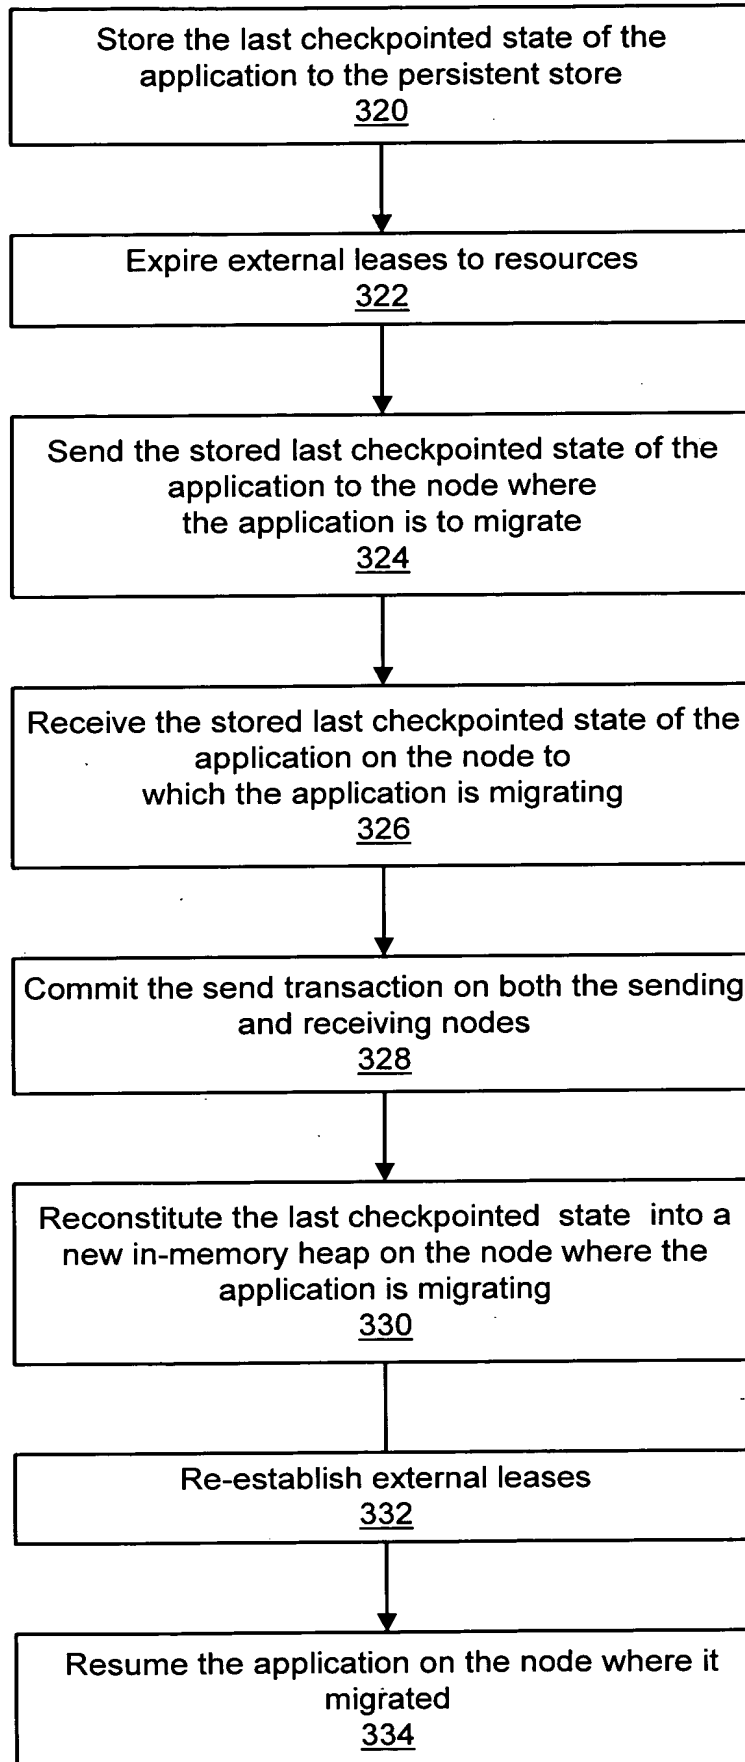 Store the last checkpointed state of the
application to the persistent store
320
Expire external leases to resources
322
Send the stored last checkpointed state of the
application to the node where
the application is to migrate
324
Receive the stored last checkpointed state of the
application on the node to
which the application is migrating
326
Commit the send transaction on both the sending
and receiving nodes
328
Reconstitute the last checkpointed state into a
new in-memory heap on the node where the
application is migrating
330
Re-establish external leases
332
Resume the application on the node where it
migrated
334